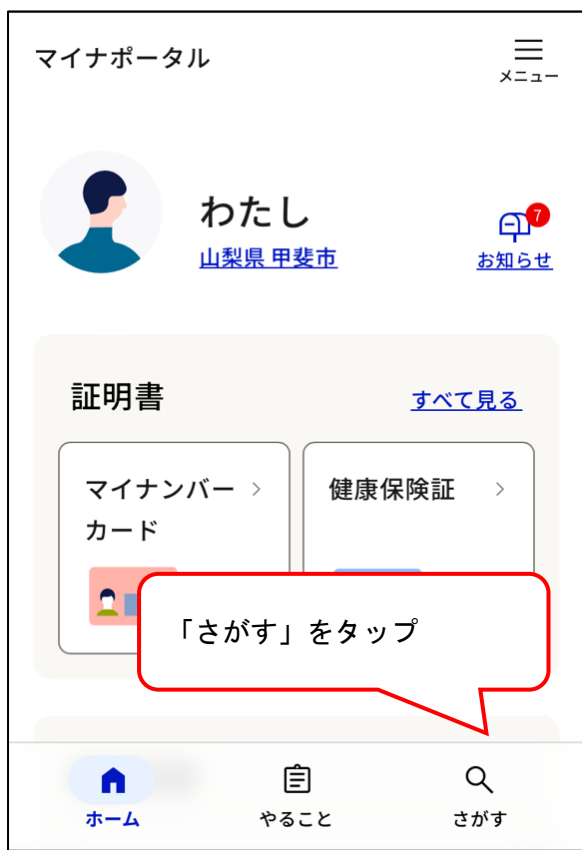 マイナポータル
メニュー
わたし
7
山梨県 甲斐市
お知らせ
証明書
すべて見る
マイナンバー
カード
健康保険証
「さがす」をタップ
ホーム
やること
さがす